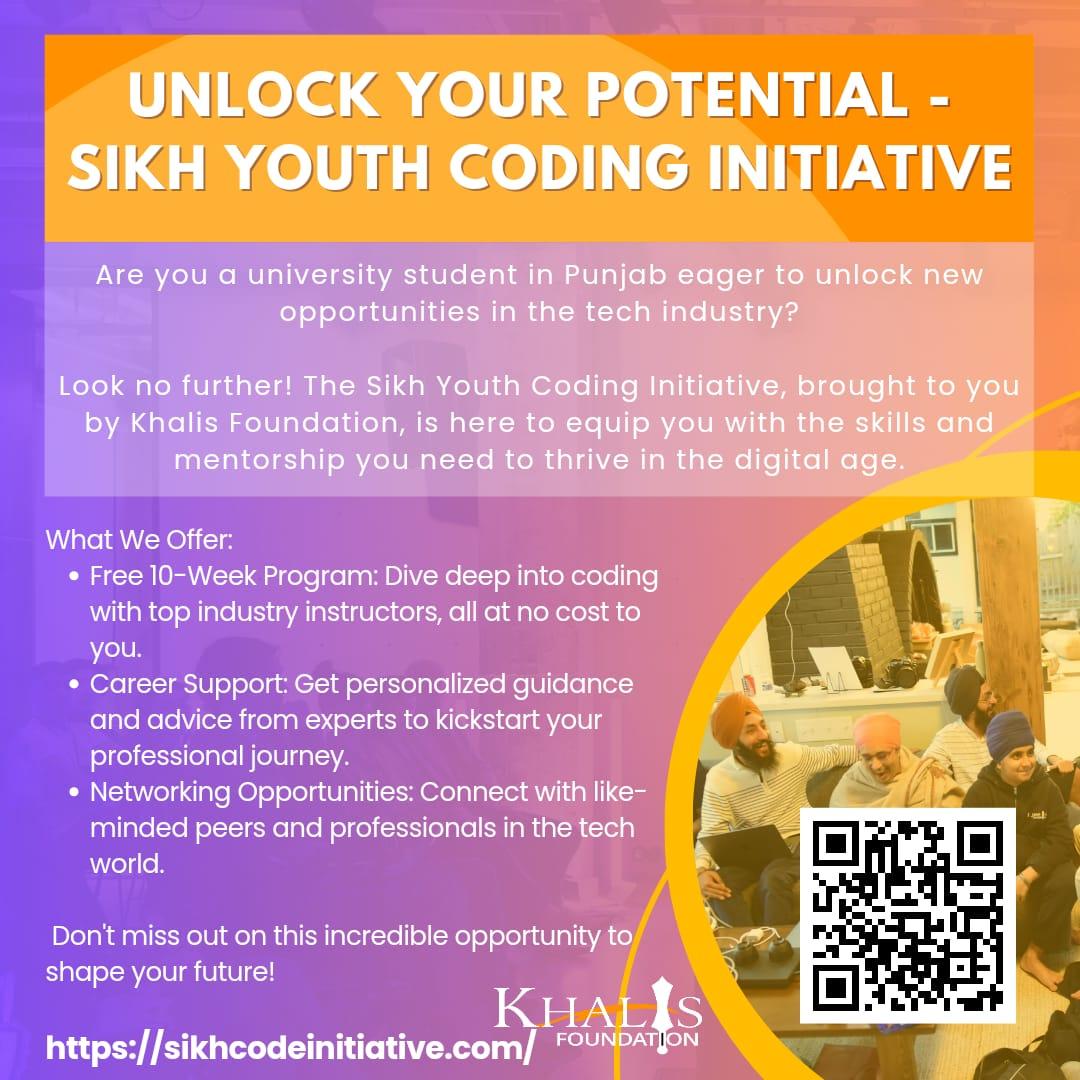 UNLOCK YOUR POTENTIAL -
SIKH YOUTH CODING INITIATIVE
Are you a university student in Punjab eager to unlock new
opportunities in the tech industry?
Look no further! The Sikh Youth Coding Initiative, brought to you
by Khalis Foundation, is here to equip you with the skills and
mentorship you need to thrive in the digital age.
What We Offer:
• Free 10-Week Program: Dive deep into coding
with top industry instructors, all at no cost to
you.
• Career Support: Get personalized guidance
and advice from experts to kickstart your
professional journey.
• Networking Opportunities: Connect with like-
minded peers and professionals in the tech
world.
Don't miss out on this incredible opportunity to
shape your future!
KHALIS
FOUNDATION
https://sikhcodeinitiative.com/